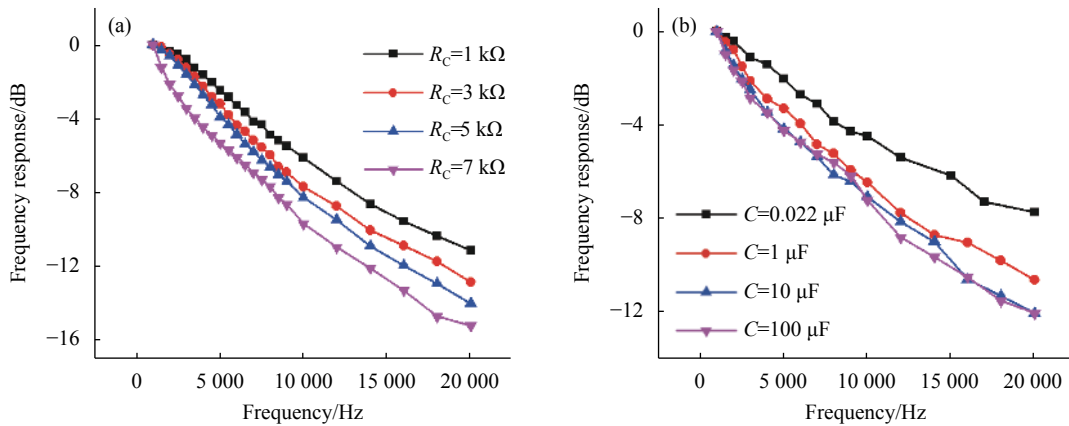 (a)
Frequency response/dB
0
−4
−8
−12
−16
R_C=1 kΩ
R_C=3 kΩ
R_C=5 kΩ
R_C=7 kΩ
0 5 000 10 000 15 000 20 000
Frequency/Hz
(b)
Frequency response/dB
0
−4
−8
−12
C=0.022 μF
C=1 μF
C=10 μF
C=100 μF
0 5 000 10 000 15 000 20 000
Frequency/Hz